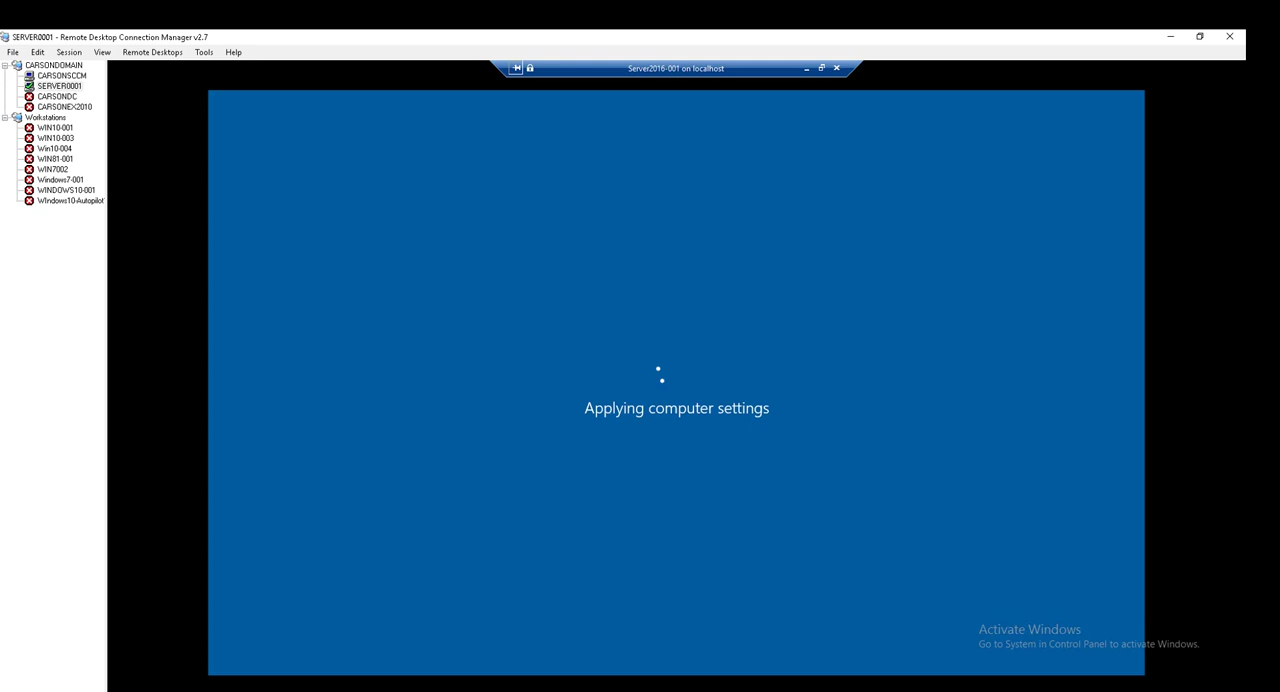 SERVER0001 - Remote Desktop Connection Manager v2.7
File Edit Session View Remote Desktops Tools Help
CARSONDOMAIN
CARSONSCCM
SERVER0001
CARSONDC
CARSONEX2010
Workstations
WIN10-001
WIN10-003
Win10-004
WIN81-001
WIN7002
Windows7-001
WINDOWS10-001
WIndows10-Autopilot
Server2016-001 on localhost
Applying computer settings
Activate Windows
Go to System in Control Panel to activate Windows.